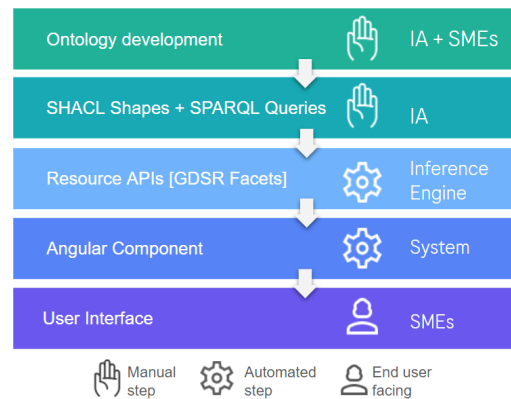 Ontology development
IA + SMEs
SHACL Shapes + SPARQL Queries
IA
Resource APIs [GDSR Facets]
Inference
Engine
Angular Component
System
User Interface
SMEs
Manual
step
Automated
step
End user
facing